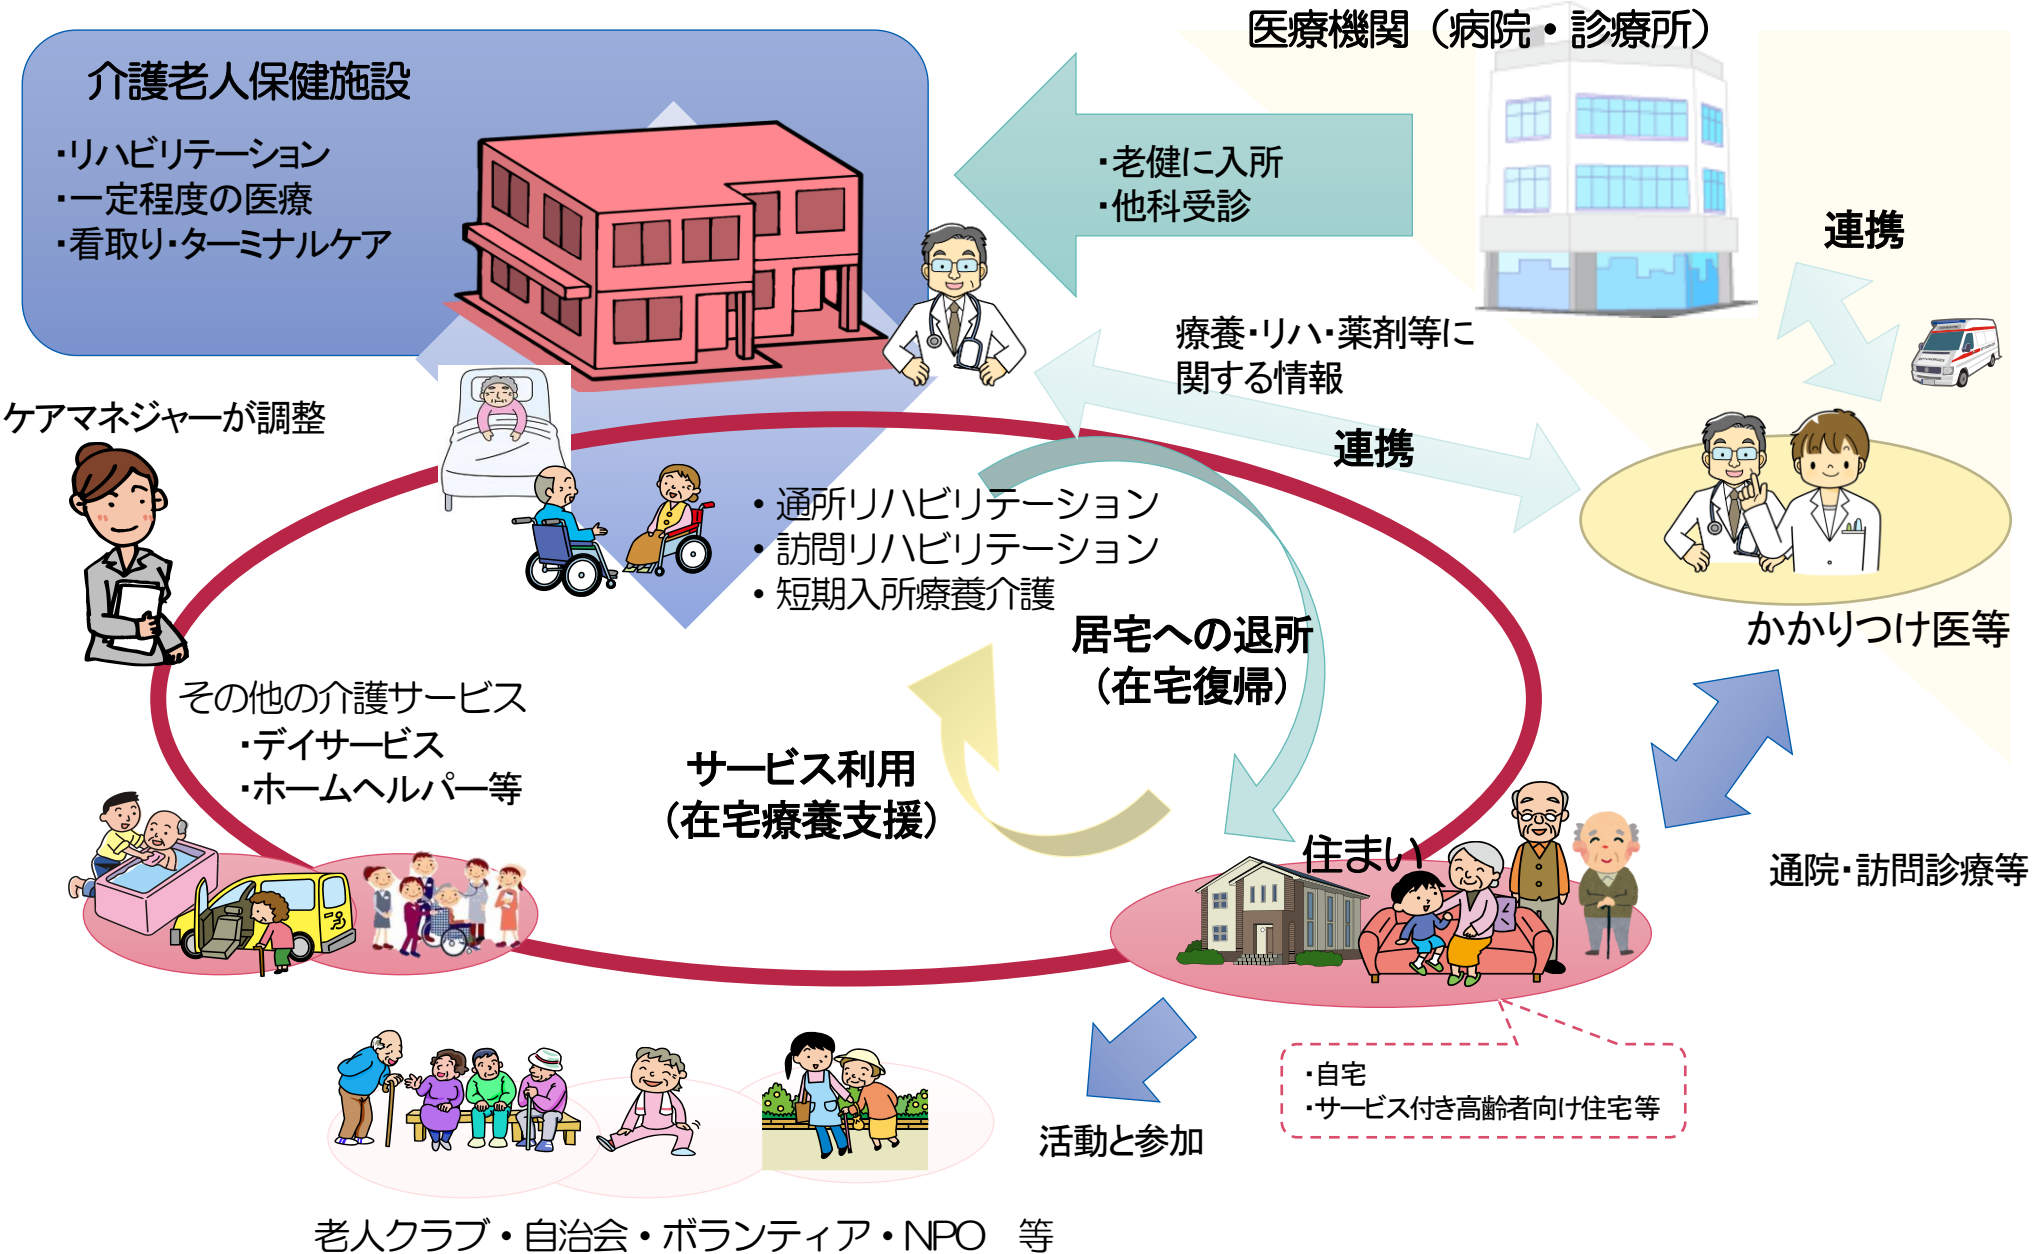 医療機関（病院・診療所）
介護老人保健施設
・リハビリテーション
・一定程度の医療
・看取り・ターミナルケア
・老健に入所
・他科受診
連携
療養・リハ・薬剤等に
関する情報
連携
ケアマネジャーが調整
・通所リハビリテーション
・訪問リハビリテーション
・短期入所療養介護
かかりつけ医等
居宅への退所
（在宅復帰）
その他の介護サービス
・デイサービス
・ホームヘルパー等
サービス利用
（在宅療養支援）
住まい
通院・訪問診療等
・自宅
・サービス付き高齢者向け住宅等
活動と参加
老人クラブ・自治会・ボランティア・NPO　等